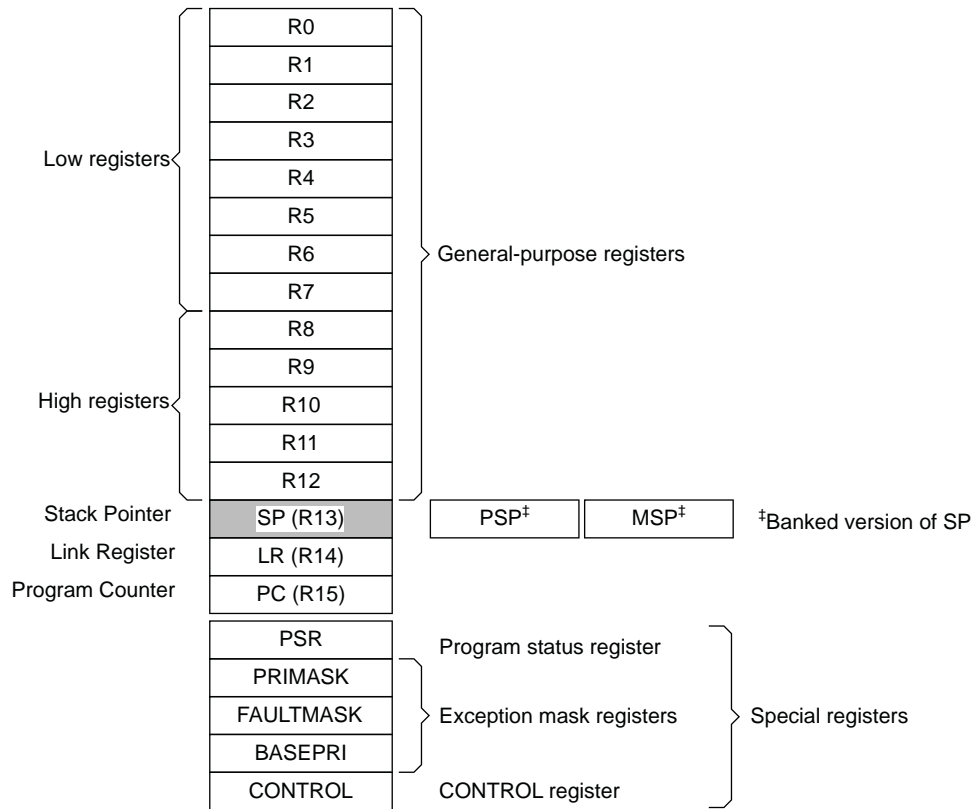 R0
R1
R2
R3
Low registers
R4
R5
R6
General-purpose registers
R7
R8
R9
High registers
R10
R11
R12
Stack Pointer
SP (R13)
PSP‡
MSP‡
‡Banked version of SP
Link Register
LR (R14)
Program Counter
PC (R15)
PSR
Program status register
PRIMASK
FAULTMASK
Exception mask registers
Special registers
BASEPRI
CONTROL
CONTROL register